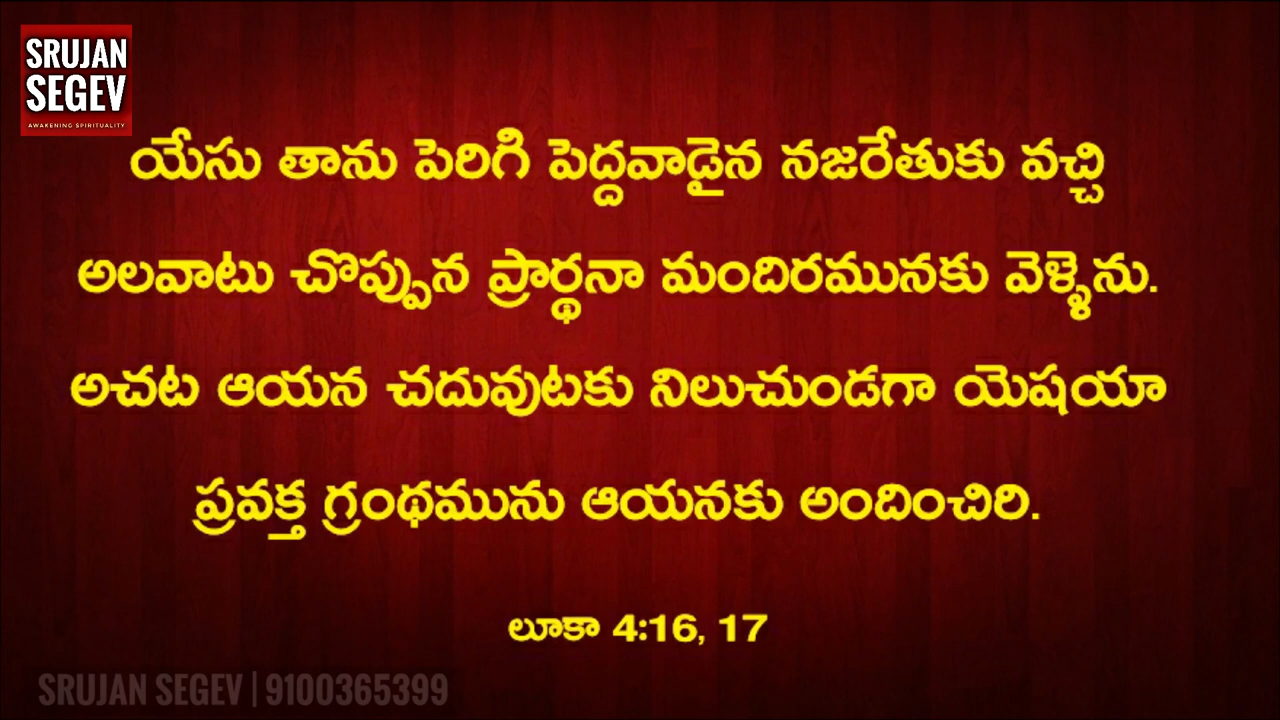 SRUJAN
SEGEV
AWAKENING SPIRITUALITY
యేసు తాను పెరిగి పెద్దవాడైన నజరేతుకు వచ్చి
అలవాటు చొప్పున ప్రార్థనా మందిరమునకు వెళ్ళెను.
అచట ఆయన చదువుటకు నిలుచుండగా యెషయా
ప్రవక్త గ్రంథమును ఆయనకు అందించిరి.
లూకా 4:16, 17
SRUJAN SEGEV | 9100365399